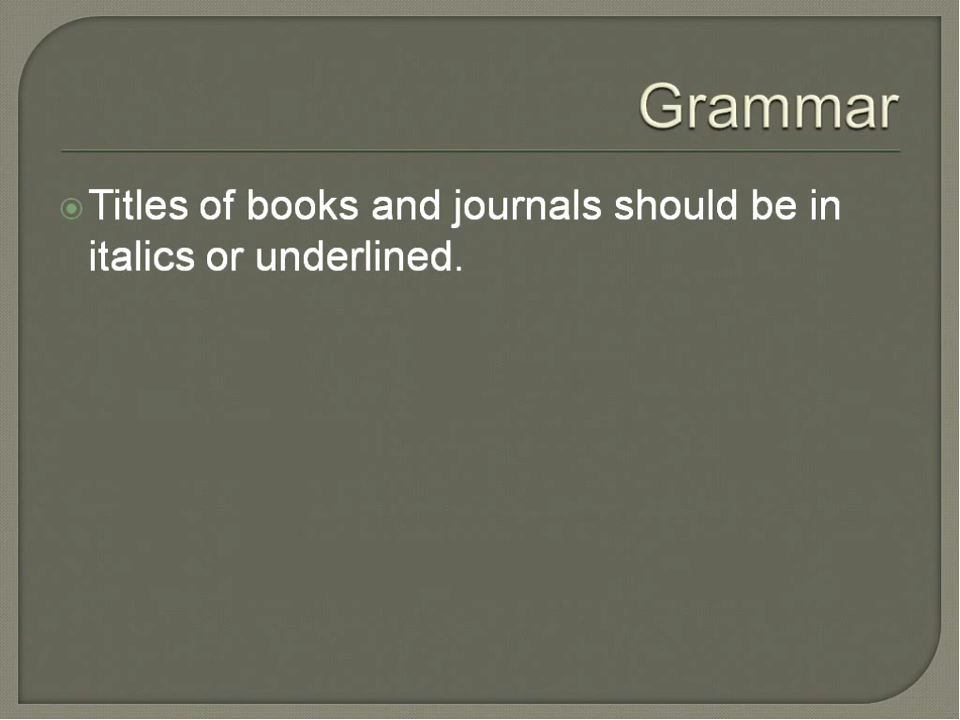 Grammar
Titles of books and journals should be in
italics or underlined.